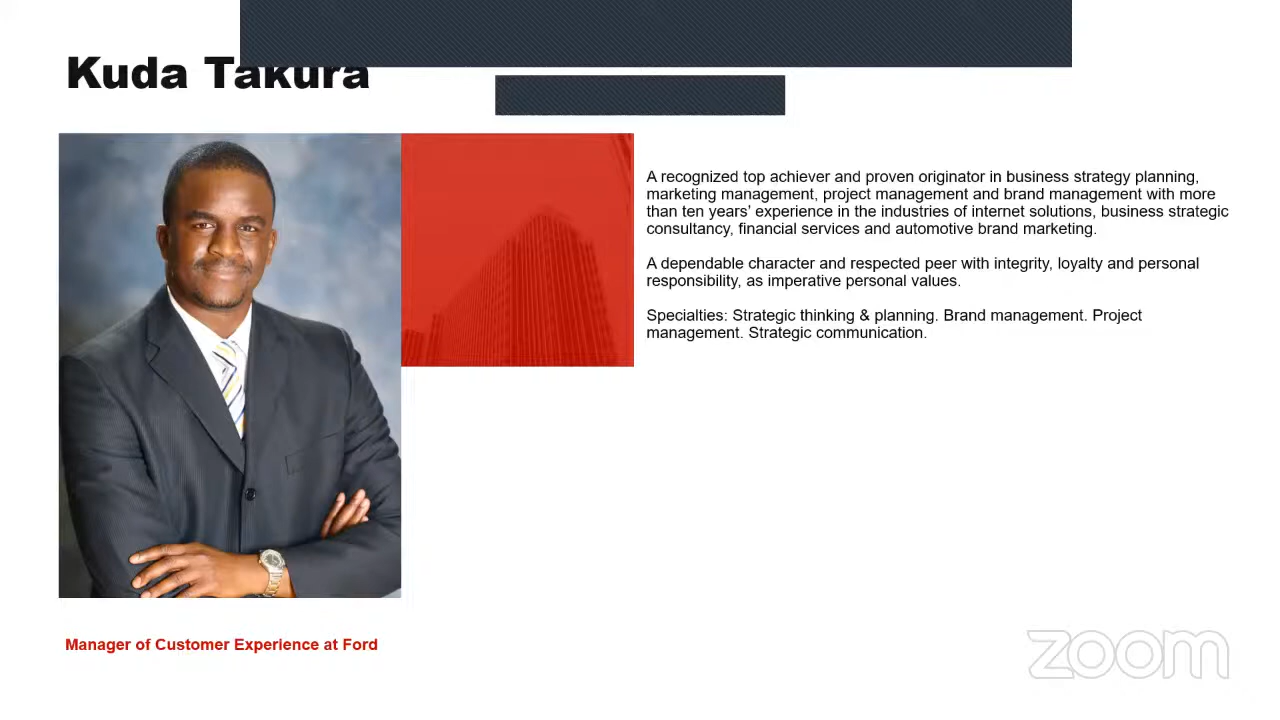 Kuda Takura
A recognized top achiever and proven originator in business strategy planning,
marketing management, project management and brand management with more
than ten years’ experience in the industries of internet solutions, business strategic
consultancy, financial services and automotive brand marketing.
A dependable character and respected peer with integrity, loyalty and personal
responsibility, as imperative personal values.
Specialties: Strategic thinking & planning. Brand management. Project
management. Strategic communication.
Manager of Customer Experience at Ford
zoom